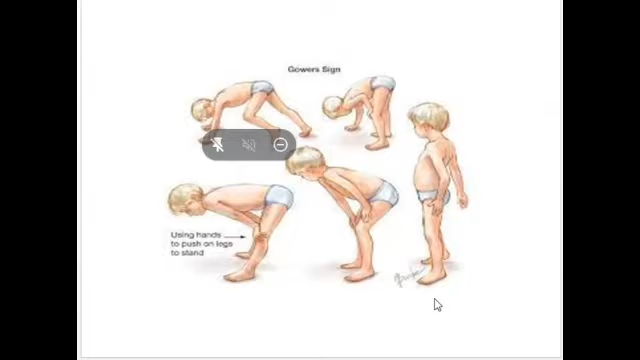 Gowers Sign
Using hands
to push on legs
to stand